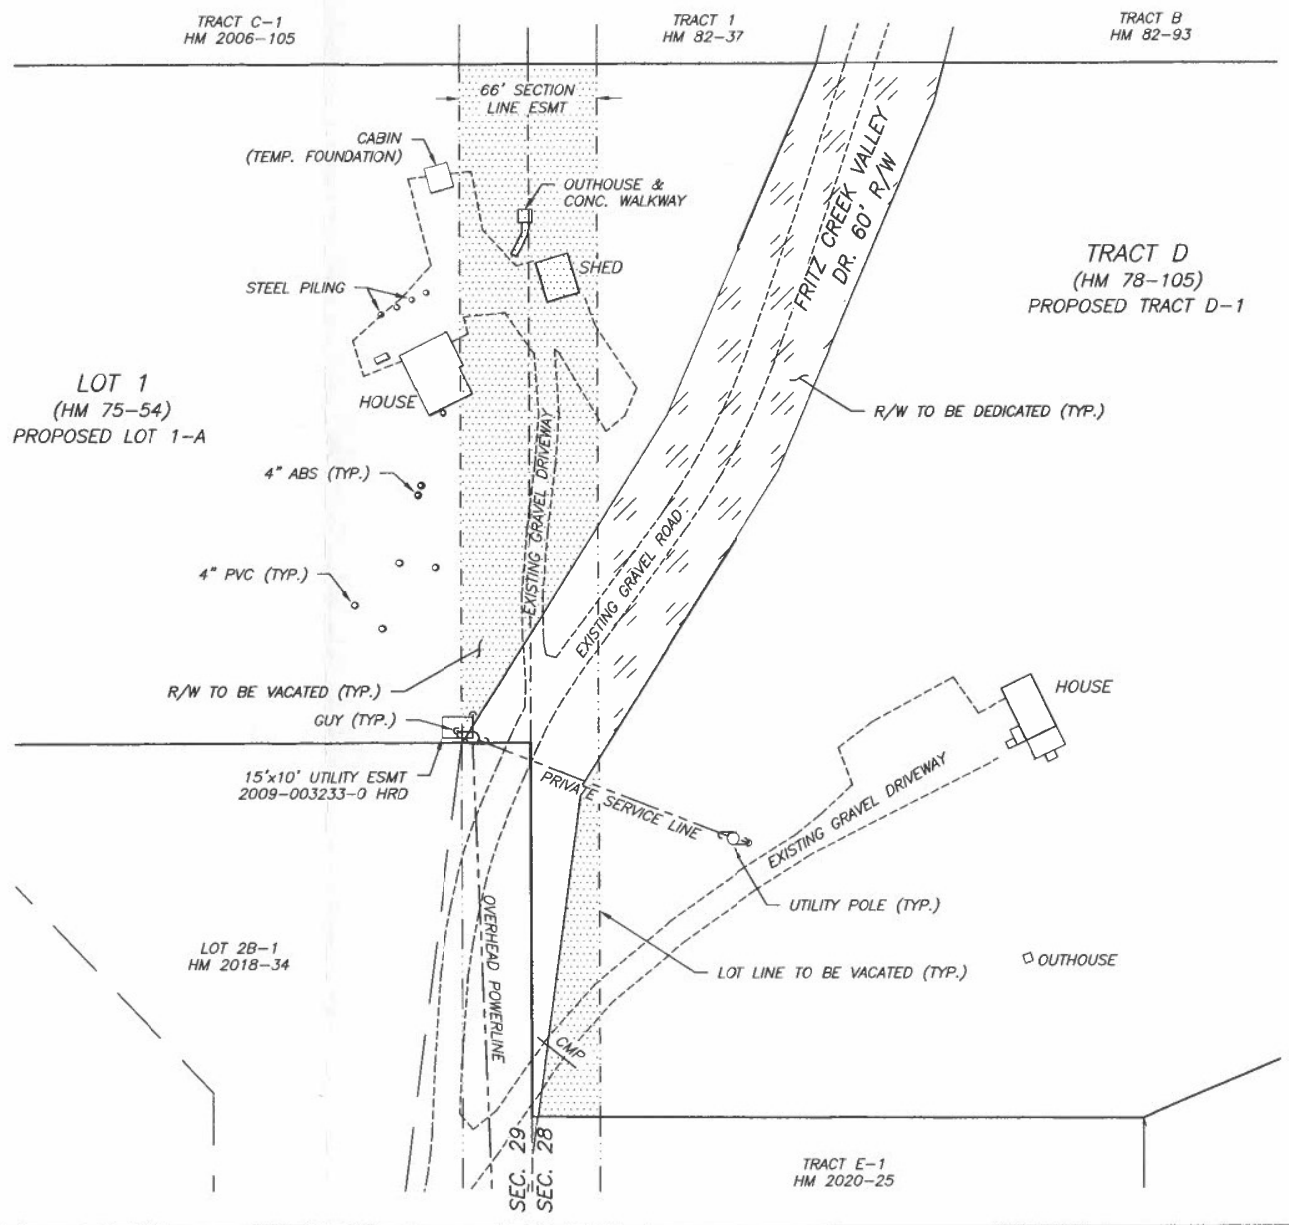 TRACT C-1
HM 2006-105
TRACT 1
HM 82-37
TRACT B
HM 82-93
66' SECTION
LINE ESMT
CABIN
(TEMP. FOUNDATION)
OUTHOUSE &
CONC. WALKWAY
SHED
STEEL PILING
FRITZ CREEK VALLEY
DR. 60' R/W
TRACT D
(HM 78-105)
PROPOSED TRACT D-1
LOT 1
(HM 75-54)
PROPOSED LOT 1-A
HOUSE
R/W TO BE DEDICATED (TYP.)
4" ABS (TYP.)
EXISTING GRAVEL DRIVEWAY
EXISTING GRAVEL ROAD
4" PVC (TYP.)
R/W TO BE VACATED (TYP.)
GUY (TYP.)
HOUSE
15'x10' UTILITY ESMT
2009-003233-0 HRD
PRIVATE SERVICE LINE
EXISTING GRAVEL DRIVEWAY
UTILITY POLE (TYP.)
OVERHEAD POWERLINE
LOT 2B-1
HM 2018-34
LOT LINE TO BE VACATED (TYP.)
OUTHOUSE
CMP
SEC. 29
SEC. 28
TRACT E-1
HM 2020-25